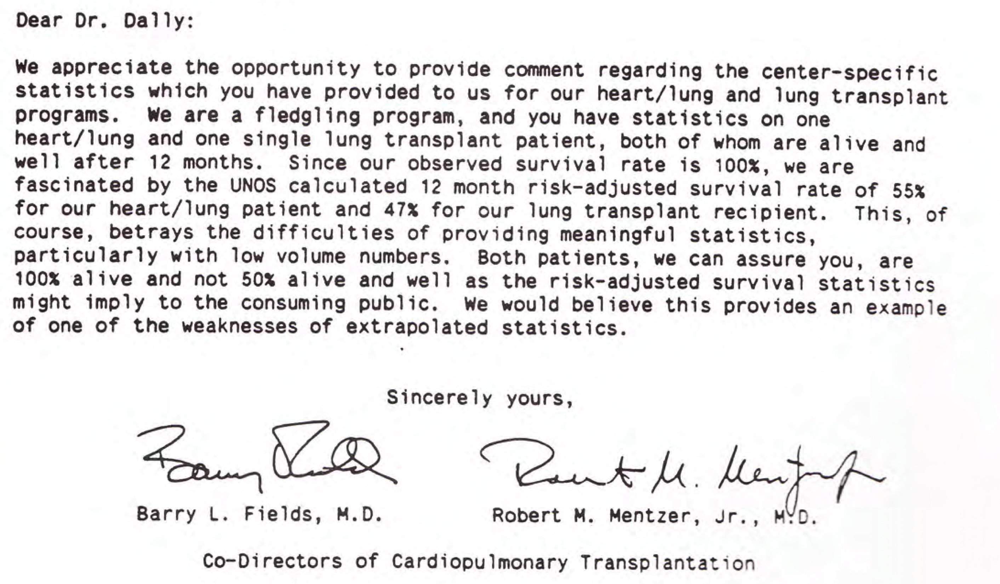 Dear Dr. Dally:
We appreciate the opportunity to provide comment regarding the center-specific
statistics which you have provided to us for our heart/lung and lung transplant
programs. We are a fledgling program, and you have statistics on one
heart/lung and one single lung transplant patient, both of whom are alive and
well after 12 months. Since our observed survival rate is 100%, we are
fascinated by the UNOS calculated 12 month risk-adjusted survival rate of 55%
for our heart/lung patient and 47% for our lung transplant recipient. This, of
course, betrays the difficulties of providing meaningful statistics,
particularly with low volume numbers. Both patients, we can assure you, are
100% alive and not 50% alive and well as the risk-adjusted survival statistics
might imply to the consuming public. We would believe this provides an example
of one of the weaknesses of extrapolated statistics.
Sincerely yours,
Barry Fields Robert M. Mentzer Jr
Barry L. Fields, M.D. Robert M. Mentzer, Jr., M.D.
Co-Directors of Cardiopulmonary Transplantation